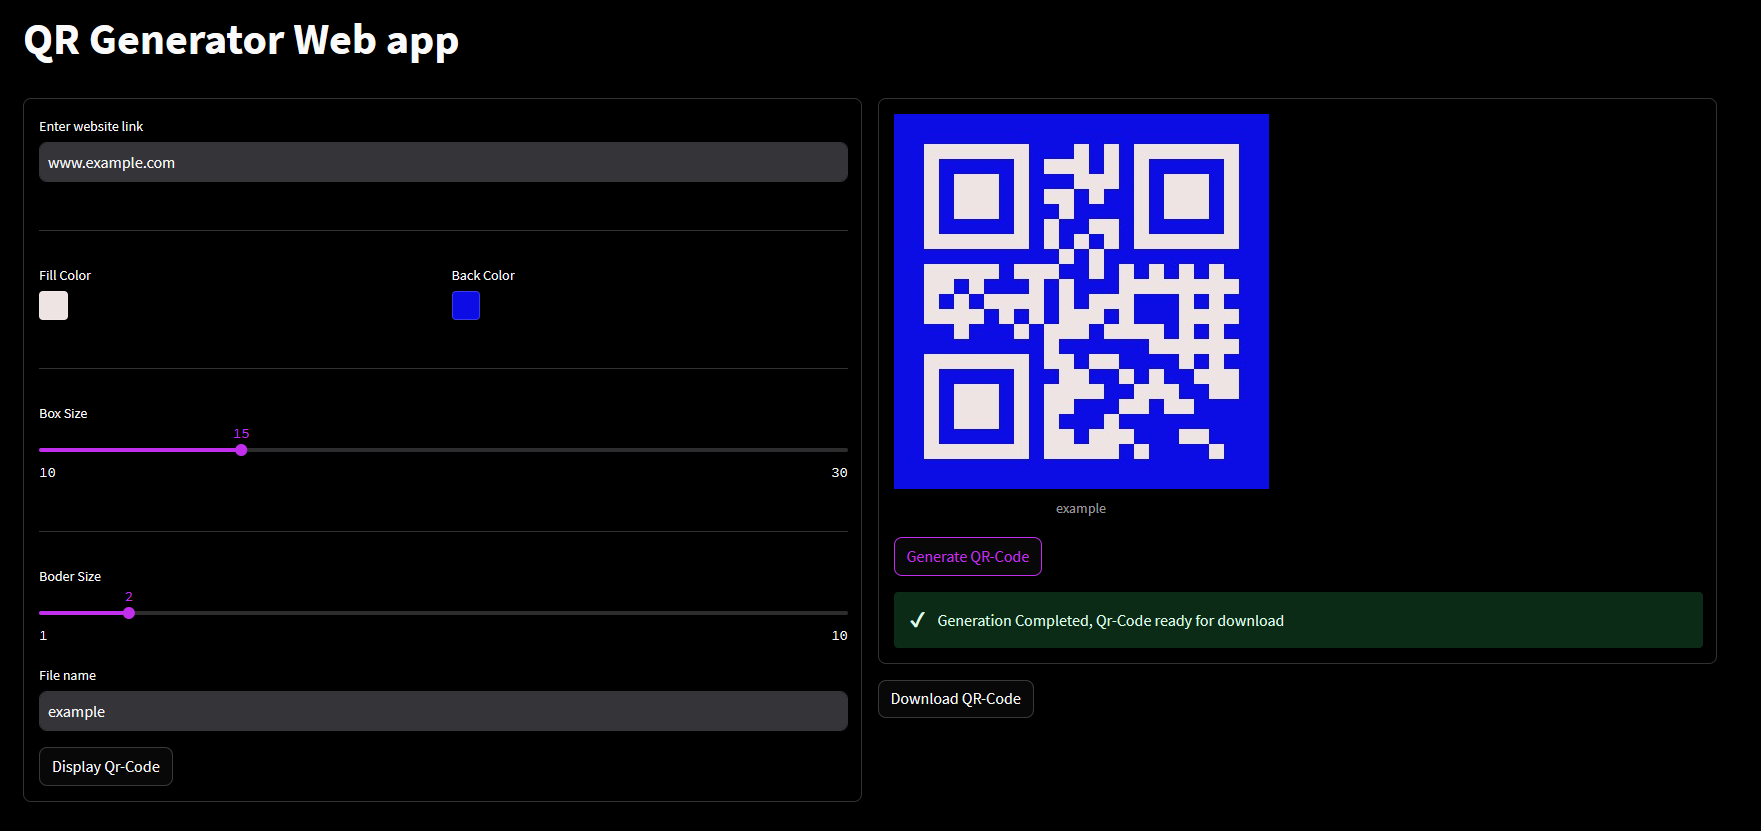 QR Generator Web app
Enter website link
www.example.com
Fill Color
Back Color
Box Size
15
10
30
Boder Size
2
1
10
File name
example
Display Qr-Code
example
Generate QR-Code
Generation Completed, Qr-Code ready for download
Download QR-Code